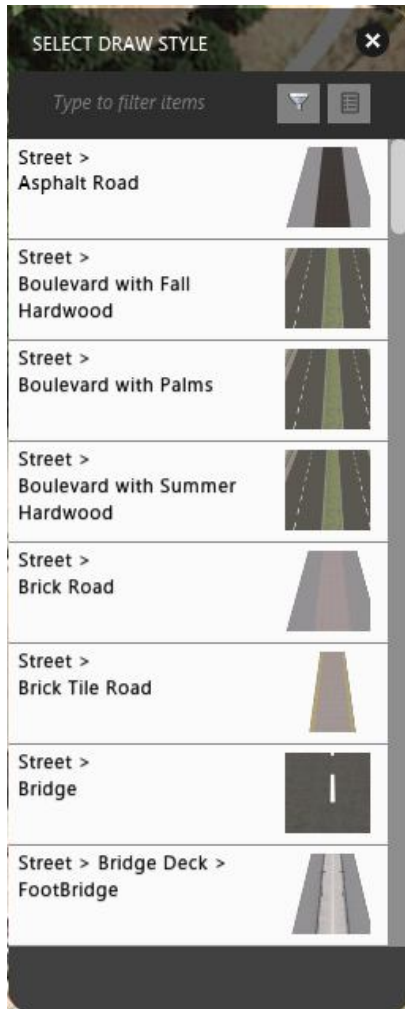 SELECT DRAW STYLE
Type to filter items
Street >
Asphalt Road
Street >
Boulevard with Fall
Hardwood
Street >
Boulevard with Palms
Street >
Boulevard with Summer
Hardwood
Street >
Brick Road
Street >
Brick Tile Road
Street >
Bridge
Street > Bridge Deck >
FootBridge